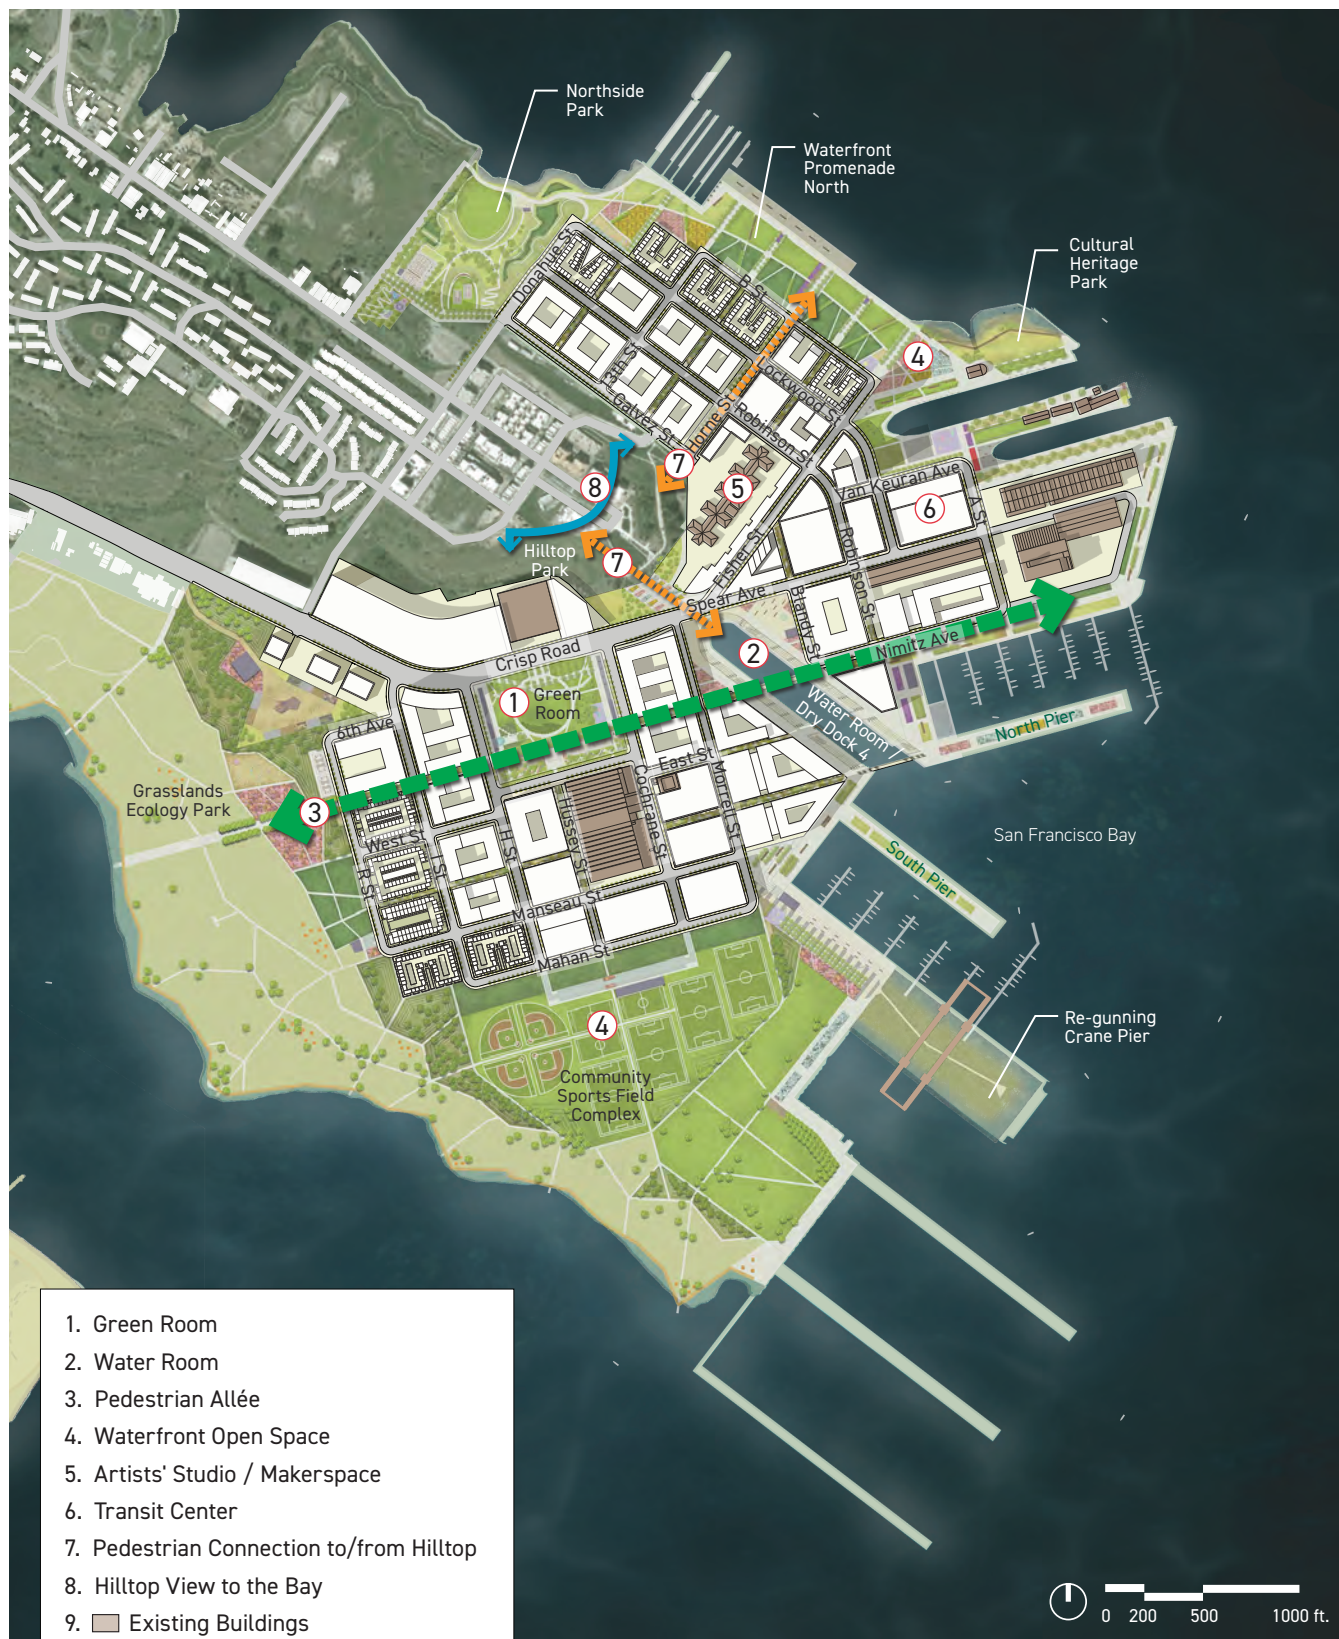 Northside
Park
Waterfront
Promenade
North
Cultural
Heritage
Park
Donahue St
B St
4
13th St
Lockwood St
Galvez St
Horne St
Robinson St
7
8
5
Van Keuran Ave
6
A St
Hilltop
Park
7
Fisher St
Robinson St
Spear Ave
Blandy St
Crisp Road
2
Nimitz Ave
1
Green
Room
Water Room /
Dry Dock 4
North Pier
6th Ave
East St
Grasslands
Ecology Park
3
Hussey St
Cochrane St
Morrell St
San Francisco Bay
West St
H St
I St
R St
South Pier
Manseau St
Mahan St
4
Re-gunning
Crane Pier
Community
Sports Field
Complex
1. Green Room
2. Water Room
3. Pedestrian Allée
4. Waterfront Open Space
5. Artists' Studio / Makerspace
6. Transit Center
7. Pedestrian Connection to/from Hilltop
8. Hilltop View to the Bay
9. Existing Buildings
0 200 500 1000 ft.